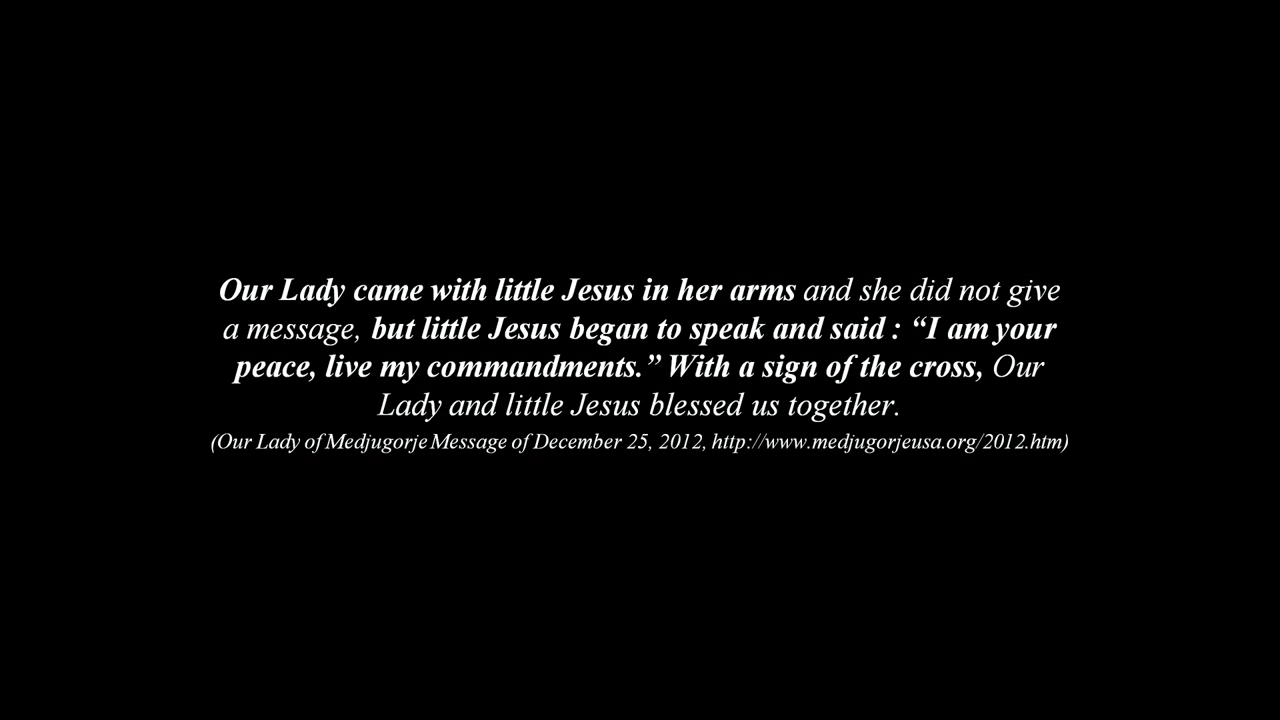 Our Lady came with little Jesus in her arms and she did not give
a message, but little Jesus began to speak and said : “I am your
peace, live my commandments.” With a sign of the cross, Our
Lady and little Jesus blessed us together.
(Our Lady of Medjugorje Message of December 25, 2012, http://www.medjugorjeusa.org/2012.htm)